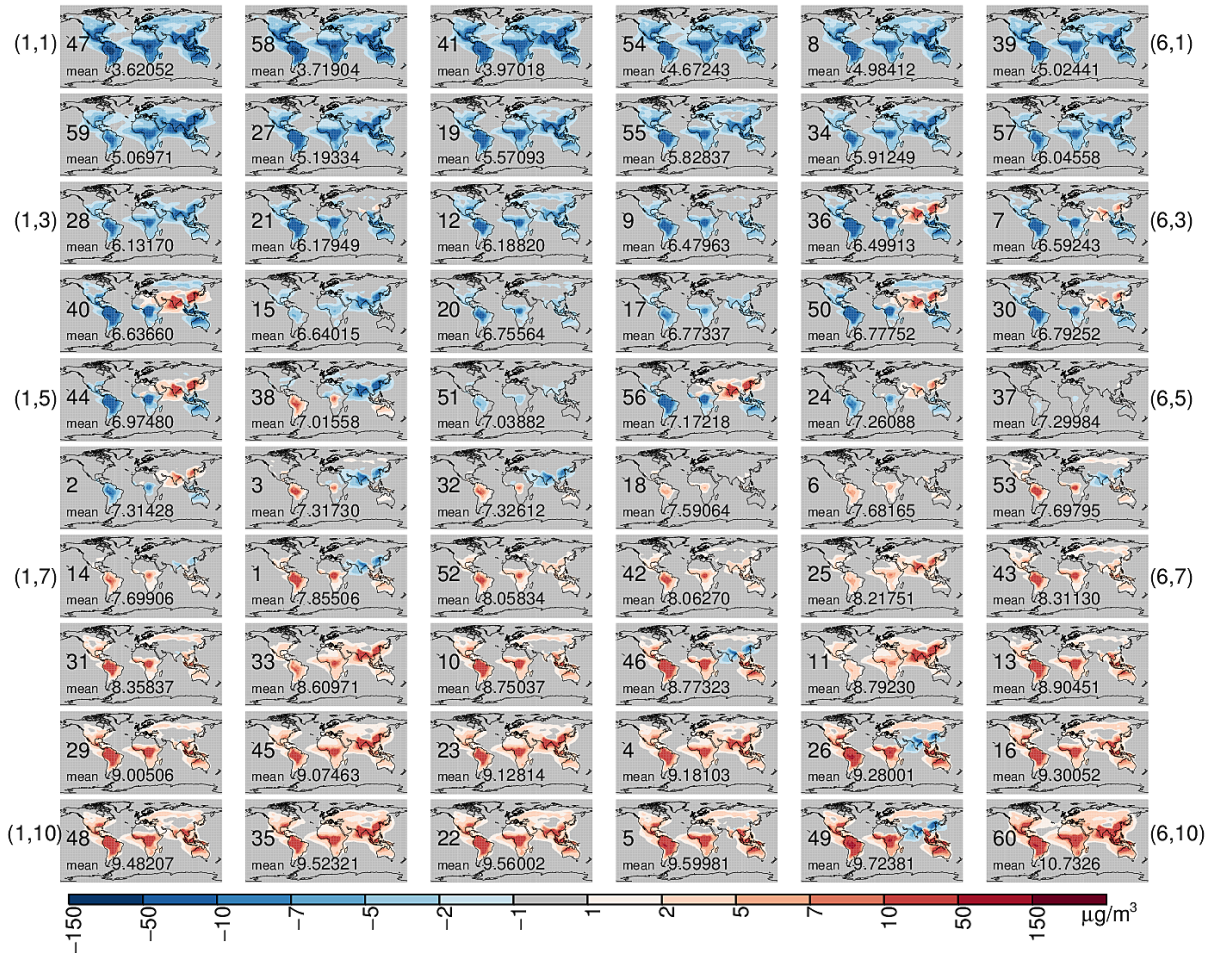 (1,1) 47 58 41 54 8 39 (6,1)
mean 3.62052 mean 3.71904 mean 3.97018 mean 4.67243 mean 4.98412 mean 5.02441
59 27 19 55 34 57
mean 5.06971 mean 5.19334 mean 5.57093 mean 5.82837 mean 5.91249 mean 6.04558
(1,3) 28 21 12 9 36 7 (6,3)
mean 6.13170 mean 6.17949 mean 6.18820 mean 6.47963 mean 6.49913 mean 6.59243
40 15 20 17 50 30
mean 6.63660 mean 6.64015 mean 6.75564 mean 6.77337 mean 6.77752 mean 6.79252
(1,5) 44 38 51 56 24 37 (6,5)
mean 6.97480 mean 7.01558 mean 7.03882 mean 7.17218 mean 7.26088 mean 7.29984
2 3 32 18 6 53
mean 7.31428 mean 7.31730 mean 7.32612 mean 7.59064 mean 7.68165 mean 7.69795
(1,7) 14 1 52 42 25 43 (6,7)
mean 7.69906 mean 7.85506 mean 8.05834 mean 8.06270 mean 8.21751 mean 8.31130
31 33 10 46 11 13
mean 8.35837 mean 8.60971 mean 8.75037 mean 8.77323 mean 8.79230 mean 8.90451
29 45 23 4 26 16
mean 9.00506 mean 9.07463 mean 9.12814 mean 9.18103 mean 9.28001 mean 9.30052
(1,10) 48 35 22 5 49 60 (6,10)
mean 9.48207 mean 9.52321 mean 9.56002 mean 9.59981 mean 9.72381 mean 10.7326
−150 −50 −10 −7 −5 −2 −1 1 2 5 7 10 50 150 μg/m³